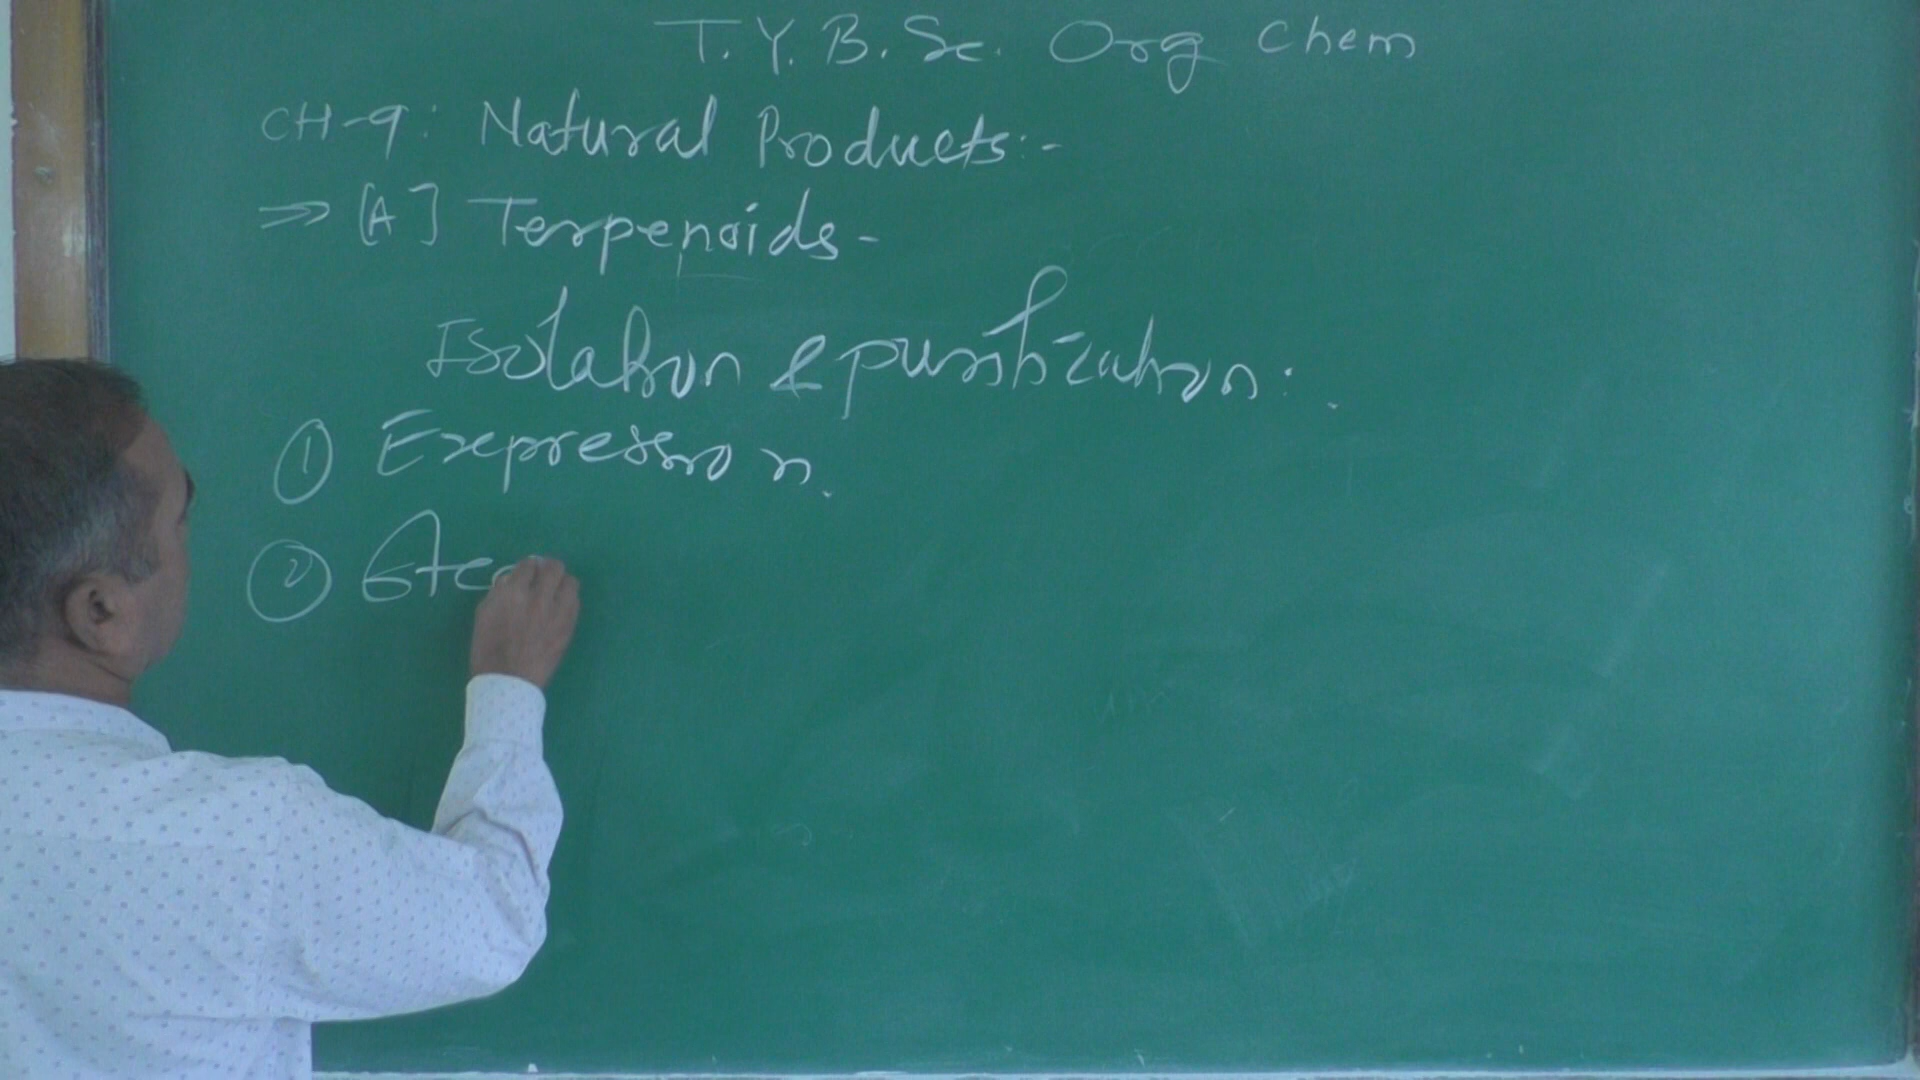 T.Y.B.Sc. Org Chem
CH-9: Natural Products:-
⇒ [A] Terpenoids-
Isolation & purification:.
① Expression.
② Stea